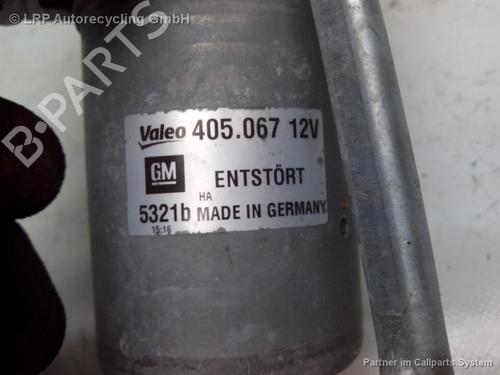 © LRP Autorecycling GmbH
Valeo 405.067 12V
GM ENTSTÖRT
HA
5321b MADE IN GERMANY
15:16
Partner im Callparts System